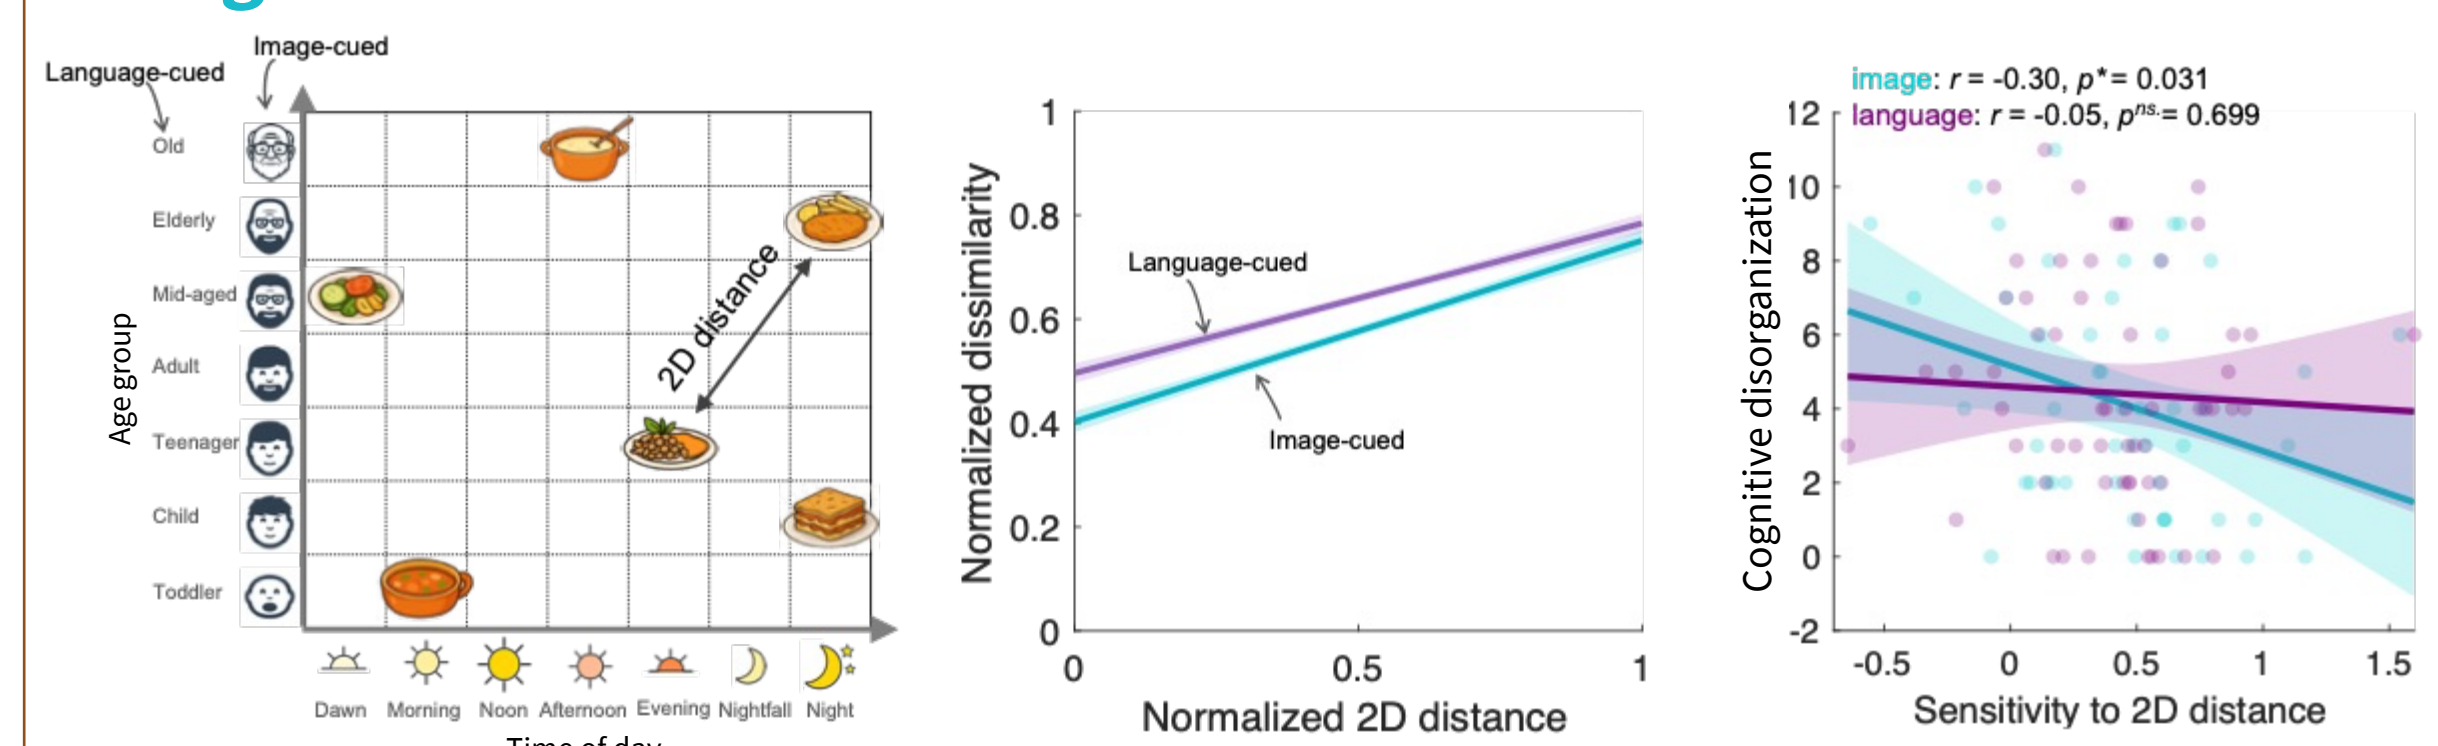 Image-cued
Language-cued
Old
Elderly
Mid-aged
Adult
Teenager
Child
Toddler
Age group
2D distance
Dawn Morning Noon Afternoon Evening Nightfall Night
Time of day
1
0.8
0.6
0.4
0.2
0
Normalized dissimilarity
Language-cued
Image-cued
0 0.5 1
Normalized 2D distance
image: r = -0.30, p* = 0.031
language: r = -0.05, pⁿˢ·= 0.699
12
10
8
6
4
2
0
-2
Cognitive disorganization
-0.5 0 0.5 1 1.5
Sensitivity to 2D distance